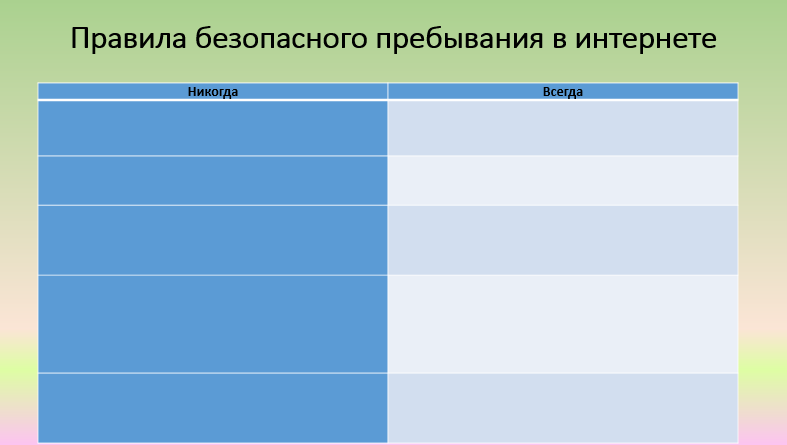 Правила безопасного пребывания в интернете
Никогда
Всегда